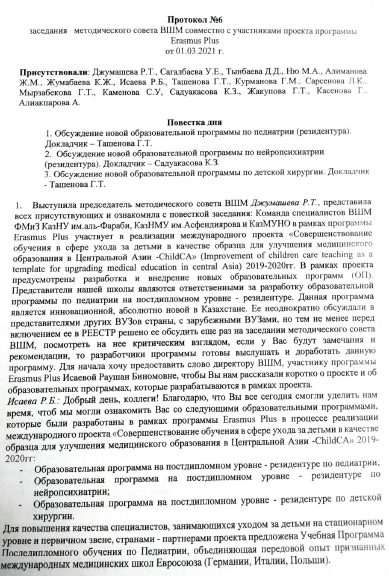 Протокол №6
заседания методического совета ВШМ совместно с участниками проекта программы
Erasmus Plus
от 01.03.2021 г.
Присутствовали: Джумашева Р.Т., Сагалбаева У.Е., Тынбаева Д.Д., Ню М.А., Алиманова
Ж.М., Жумабаева К.Ж., Исаева Р.Б., Ташенова Г.Т., Курманова Г.М., Сарсенова Л.К.,
Мырзабекова Г.Т., Каменова С.У, Садуакасова К.З., Жакупова Г.Т., Касенова Г.,
Алиакпарова А.
Повестка дня
1. Обсуждение новой образовательной программы по педиатрии (резидентура).
Докладчик – Ташенова Г.Т.
2. Обсуждение новой образовательной программы по нейропсихиатрии
(резидентура). Докладчик – Садуакасова К.З.
3. Обсуждение новой образовательной программы по детской хирургии. Докладчик
- Ташенова Г.Т.
1. Выступила председатель методического совета ВШМ Джумашева Р.Т., представила
всех присутствующих и ознакомила с повесткой заседания: Команда специалистов ВШМ
ФМиЗ КазНУ им.аль-Фараби, КазНМУ им.Асфендиярова и КазМУНО в рамках программы
Erasmus Plus участвует в реализации международного проекта «Совершенствование
обучения в сфере ухода за детьми в качестве образца для улучшения медицинского
образования в Центральной Азии -ChildCA» (Improvement of children care teaching as a
template for upgrading medical education in central Asia) 2019-2020гг. В рамках проекта
предусмотрены разработка и внедрение новых образовательных программ (ОП).
Представители нашей школы являются ответственными за разработку образовательной
программы по педиатрии на постдипломном уровне - резидентуре. Данная программа
является инновационной, абсолютно новой в Казахстане. Ее неоднократно обсуждали в
представителями других ВУЗов страны, с зарубежными ВУЗами, но тем не менее перед
включением ее в РЕЕСТР решено ее обсудить еще раз на заседании методического совета
ВШМ, посмотреть на нее критическим взглядом, если у Вас будут замечания и
рекомендации, то разработчики программы готовы выслушать и доработать данную
программу. Для начала хочу предоставить слово директору ВШМ, участнику программы
Erasmus Plus Исаевой Раушан Биномовне, чтобы Вы нам рассказали коротко о проекте и об
образовательных программах, которые разрабатываются в рамках проекта.
Исаева Р.Б.: Добрый день, коллеги! Благодарю, что Вы все сегодня смогли уделить нам
время, чтоб мы могли ознакомить Вас со следующими образовательными программами,
которые были разработаны в рамках программы Erasmus Plus в процессе реализации
международного проекта «Совершенствование обучения в сфере ухода за детьми в качестве
образца для улучшения медицинского образования в Центральной Азии -ChildCA» 2019-
2020гг:
- Образовательная программа на постдипломном уровне - резидентуре по педиатрии;
- Образовательная программа на постдипломном уровне - резидентуре по
нейропсихиатрии;
- Образовательная программа на постдипломном уровне - резидентуре по детской
хирургии.
Для повышения качества специалистов, занимающихся уходом за детьми на стационарном
уровне и первичном звене, странами - партнерами проекта предложена Учебная Программа
Послепипломного обучения по Педиатрии, объединяющая передовой опыт признанных
международных медицинских школ Евросоюза (Германии, Италии, Польши).